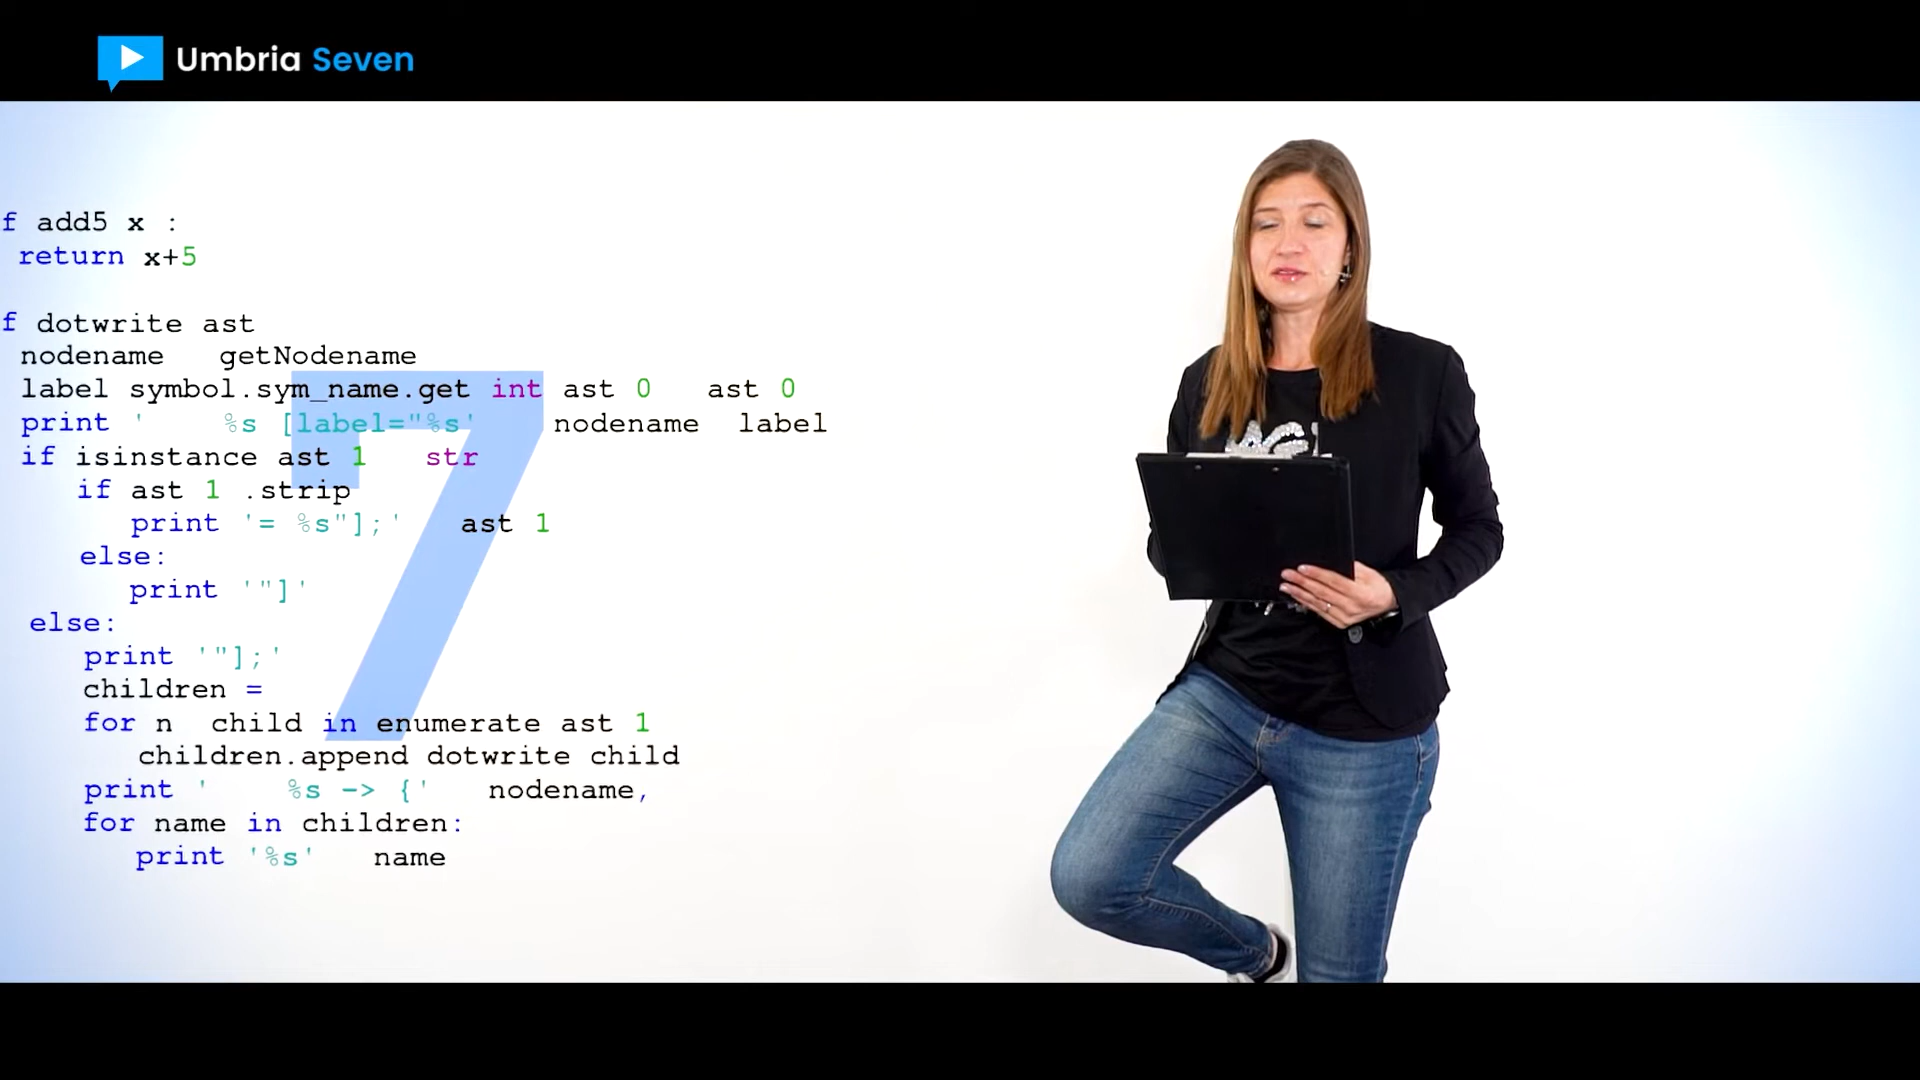 Umbria Seven
f add5 x :
return x+5
f dotwrite ast
nodename getNodename
label symbol.sym_name.get int ast 0 ast 0
print ' %s [label="%s' nodename label
if isinstance ast 1 str
if ast 1 .strip
print '= %s"];' ast 1
else:
print '"]'
else:
print '"];'
children =
for n child in enumerate ast 1
children.append dotwrite child
print ' %s -> {' nodename,
for name in children:
print '%s' name
7